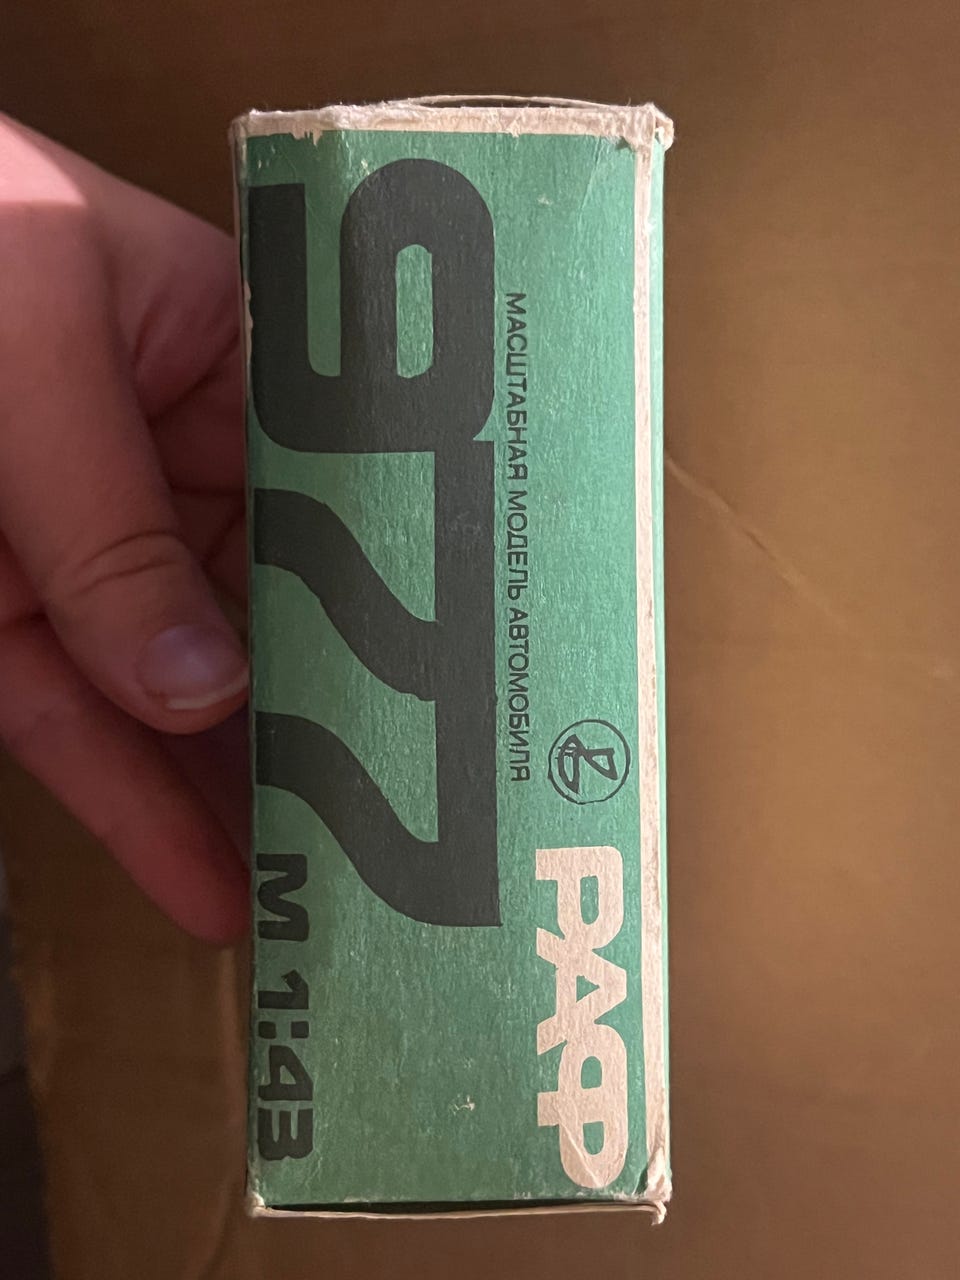 РАФ
МАСШТАБНАЯ МОДЕЛЬ АВТОМОБИЛЯ
977
М 1:43